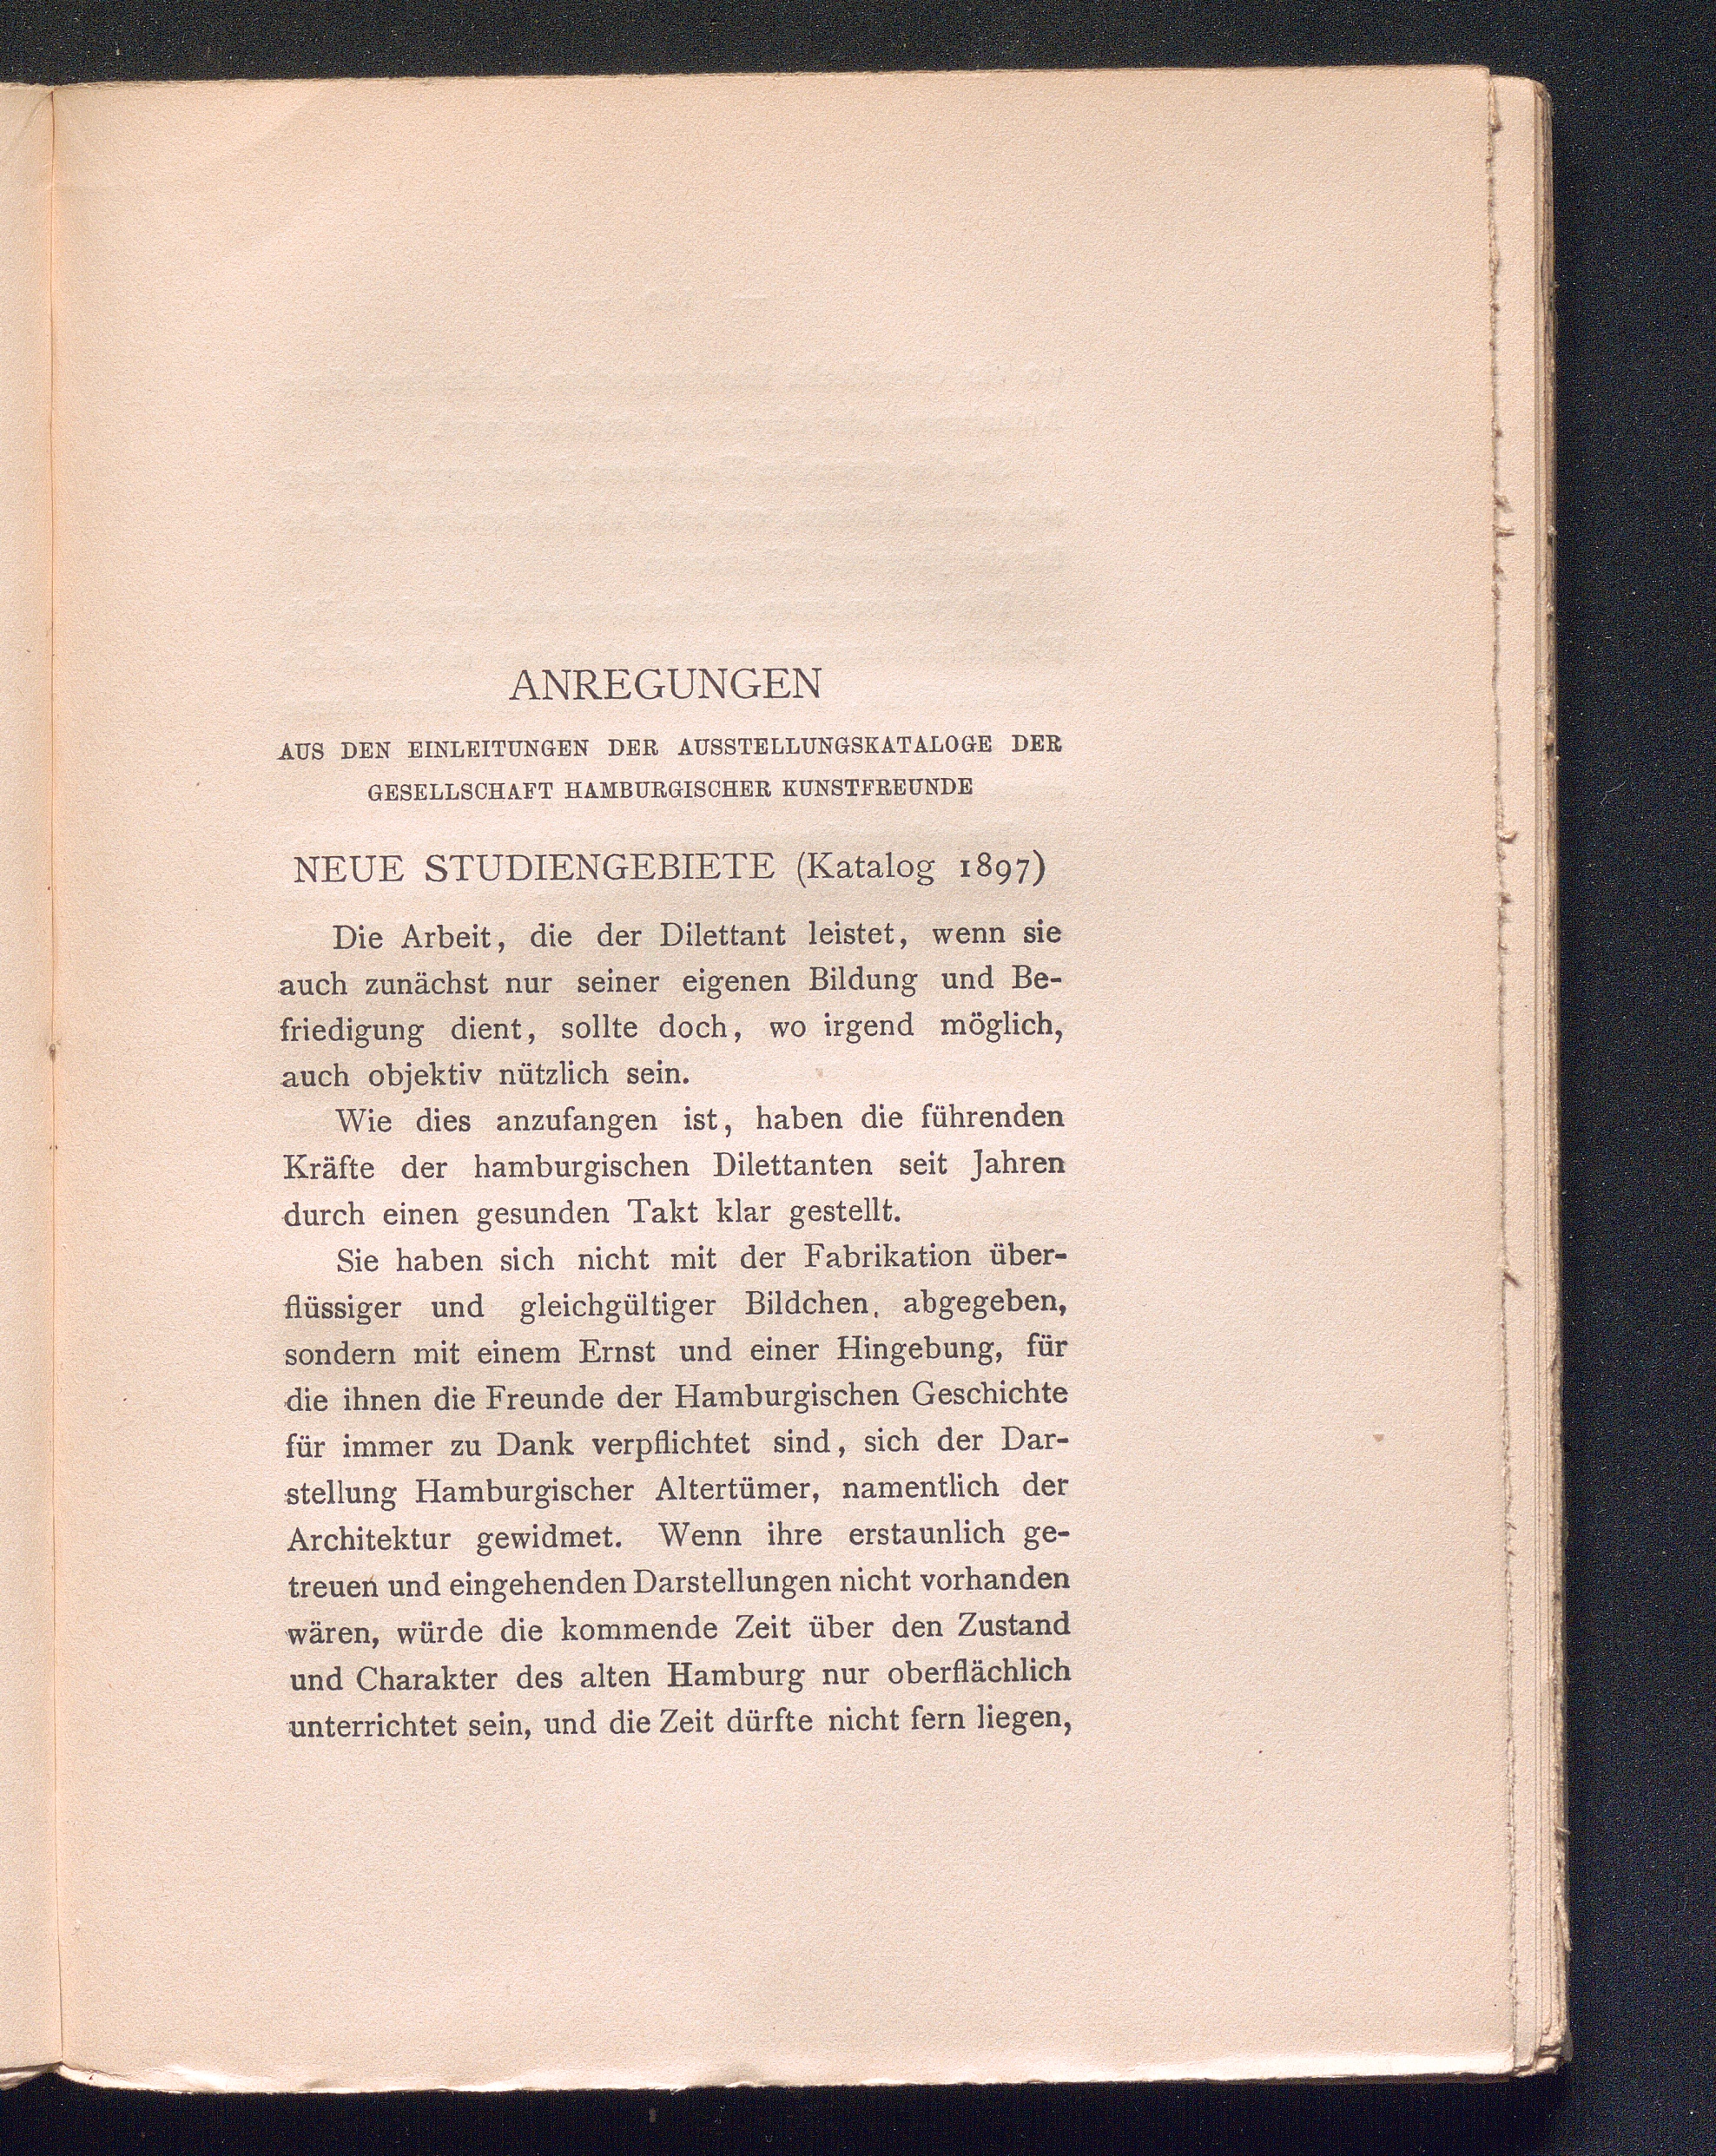 ANREGUNGEN
AUS DEN EINLEITUNGEN DER AUSSTELLUNGSKATALOGE DER
GESELLSCHAFT HAMBURGISCHER KUNSTFREUNDE
NEUE STUDIENGEBIETE (Katalog 1897)
Die Arbeit, die der Dilettant leistet, wenn sie
auch zunächst nur seiner eigenen Bildung und Be-
friedigung dient, sollte doch, wo irgend möglich,
auch objektiv nützlich sein.
Wie dies anzufangen ist, haben die führenden
Kräfte der hamburgischen Dilettanten seit Jahren
durch einen gesunden Takt klar gestellt.
Sie haben sich nicht mit der Fabrikation über-
flüssiger und gleichgültiger Bildchen, abgegeben,
sondern mit einem Ernst und einer Hingebung, für
die ihnen die Freunde der Hamburgischen Geschichte
für immer zu Dank verpflichtet sind, sich der Dar-
stellung Hamburgischer Altertümer, namentlich der
Architektur gewidmet. Wenn ihre erstaunlich ge-
treuen und eingehenden Darstellungen nicht vorhanden
wären, würde die kommende Zeit über den Zustand
und Charakter des alten Hamburg nur oberflächlich
unterrichtet sein, und die Zeit dürfte nicht fern liegen,